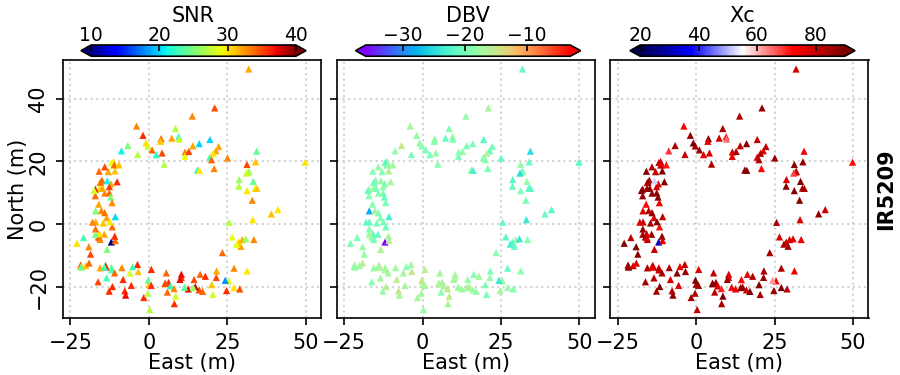 SNR DBV Xc
10 20 30 40 −30 −20 −10 20 40 60 80
40
20
0
−20
North (m)
IR5209
−25 0 25 50 −25 0 25 50 −25 0 25 50
East (m) East (m) East (m)